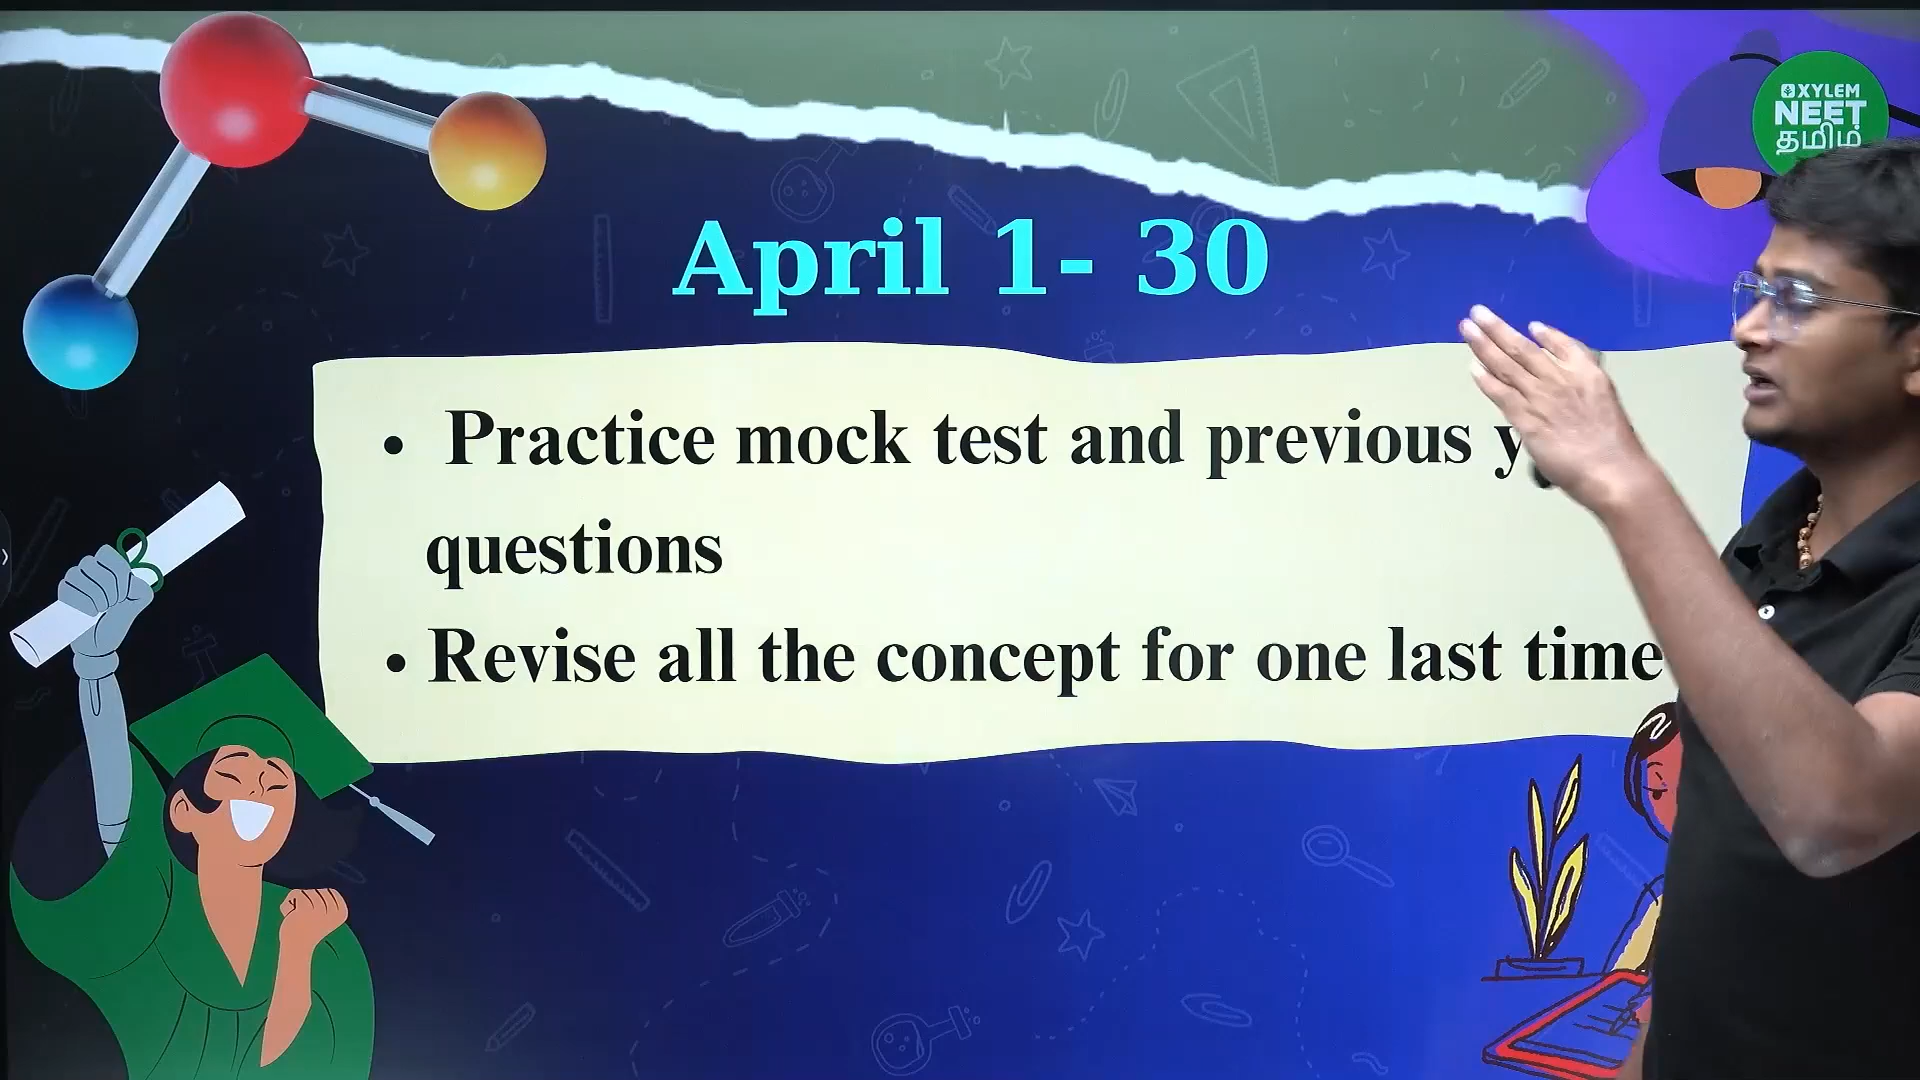 XYLEM
NEET
தமிழ்
April 1- 30
• Practice mock test and previous
questions
• Revise all the concept for one last time